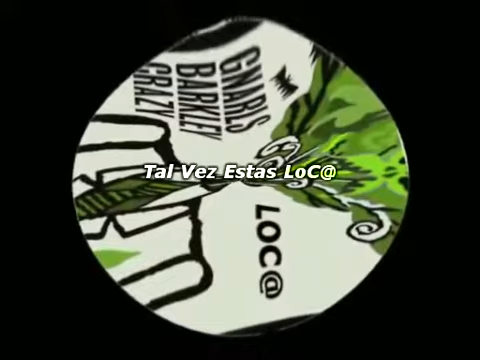 GNARLS
BARKLEY
CRAZY
Tal Vez Estas LoC@
LOC@